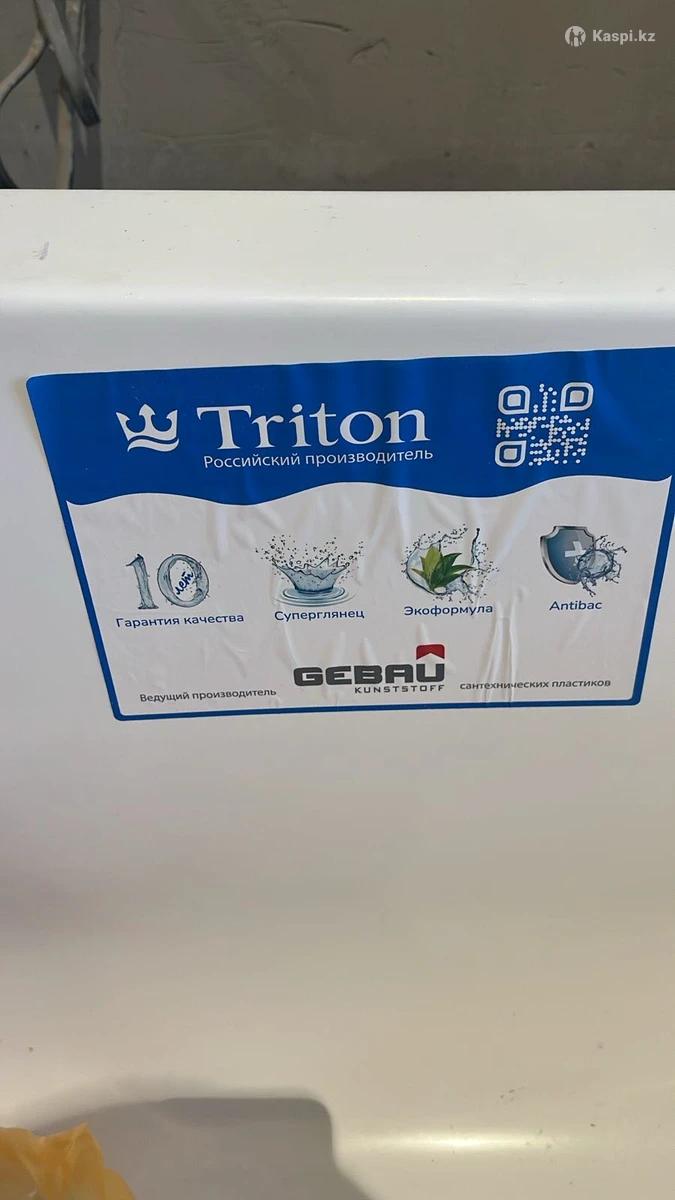 Kaspi.kz
Triton
Российский производитель
10 лет
Гарантия качества
Суперглянец
Экоформула
Antibac
Ведущий производитель
GEBAU
KUNSTSTOFF
сантехнических пластиков